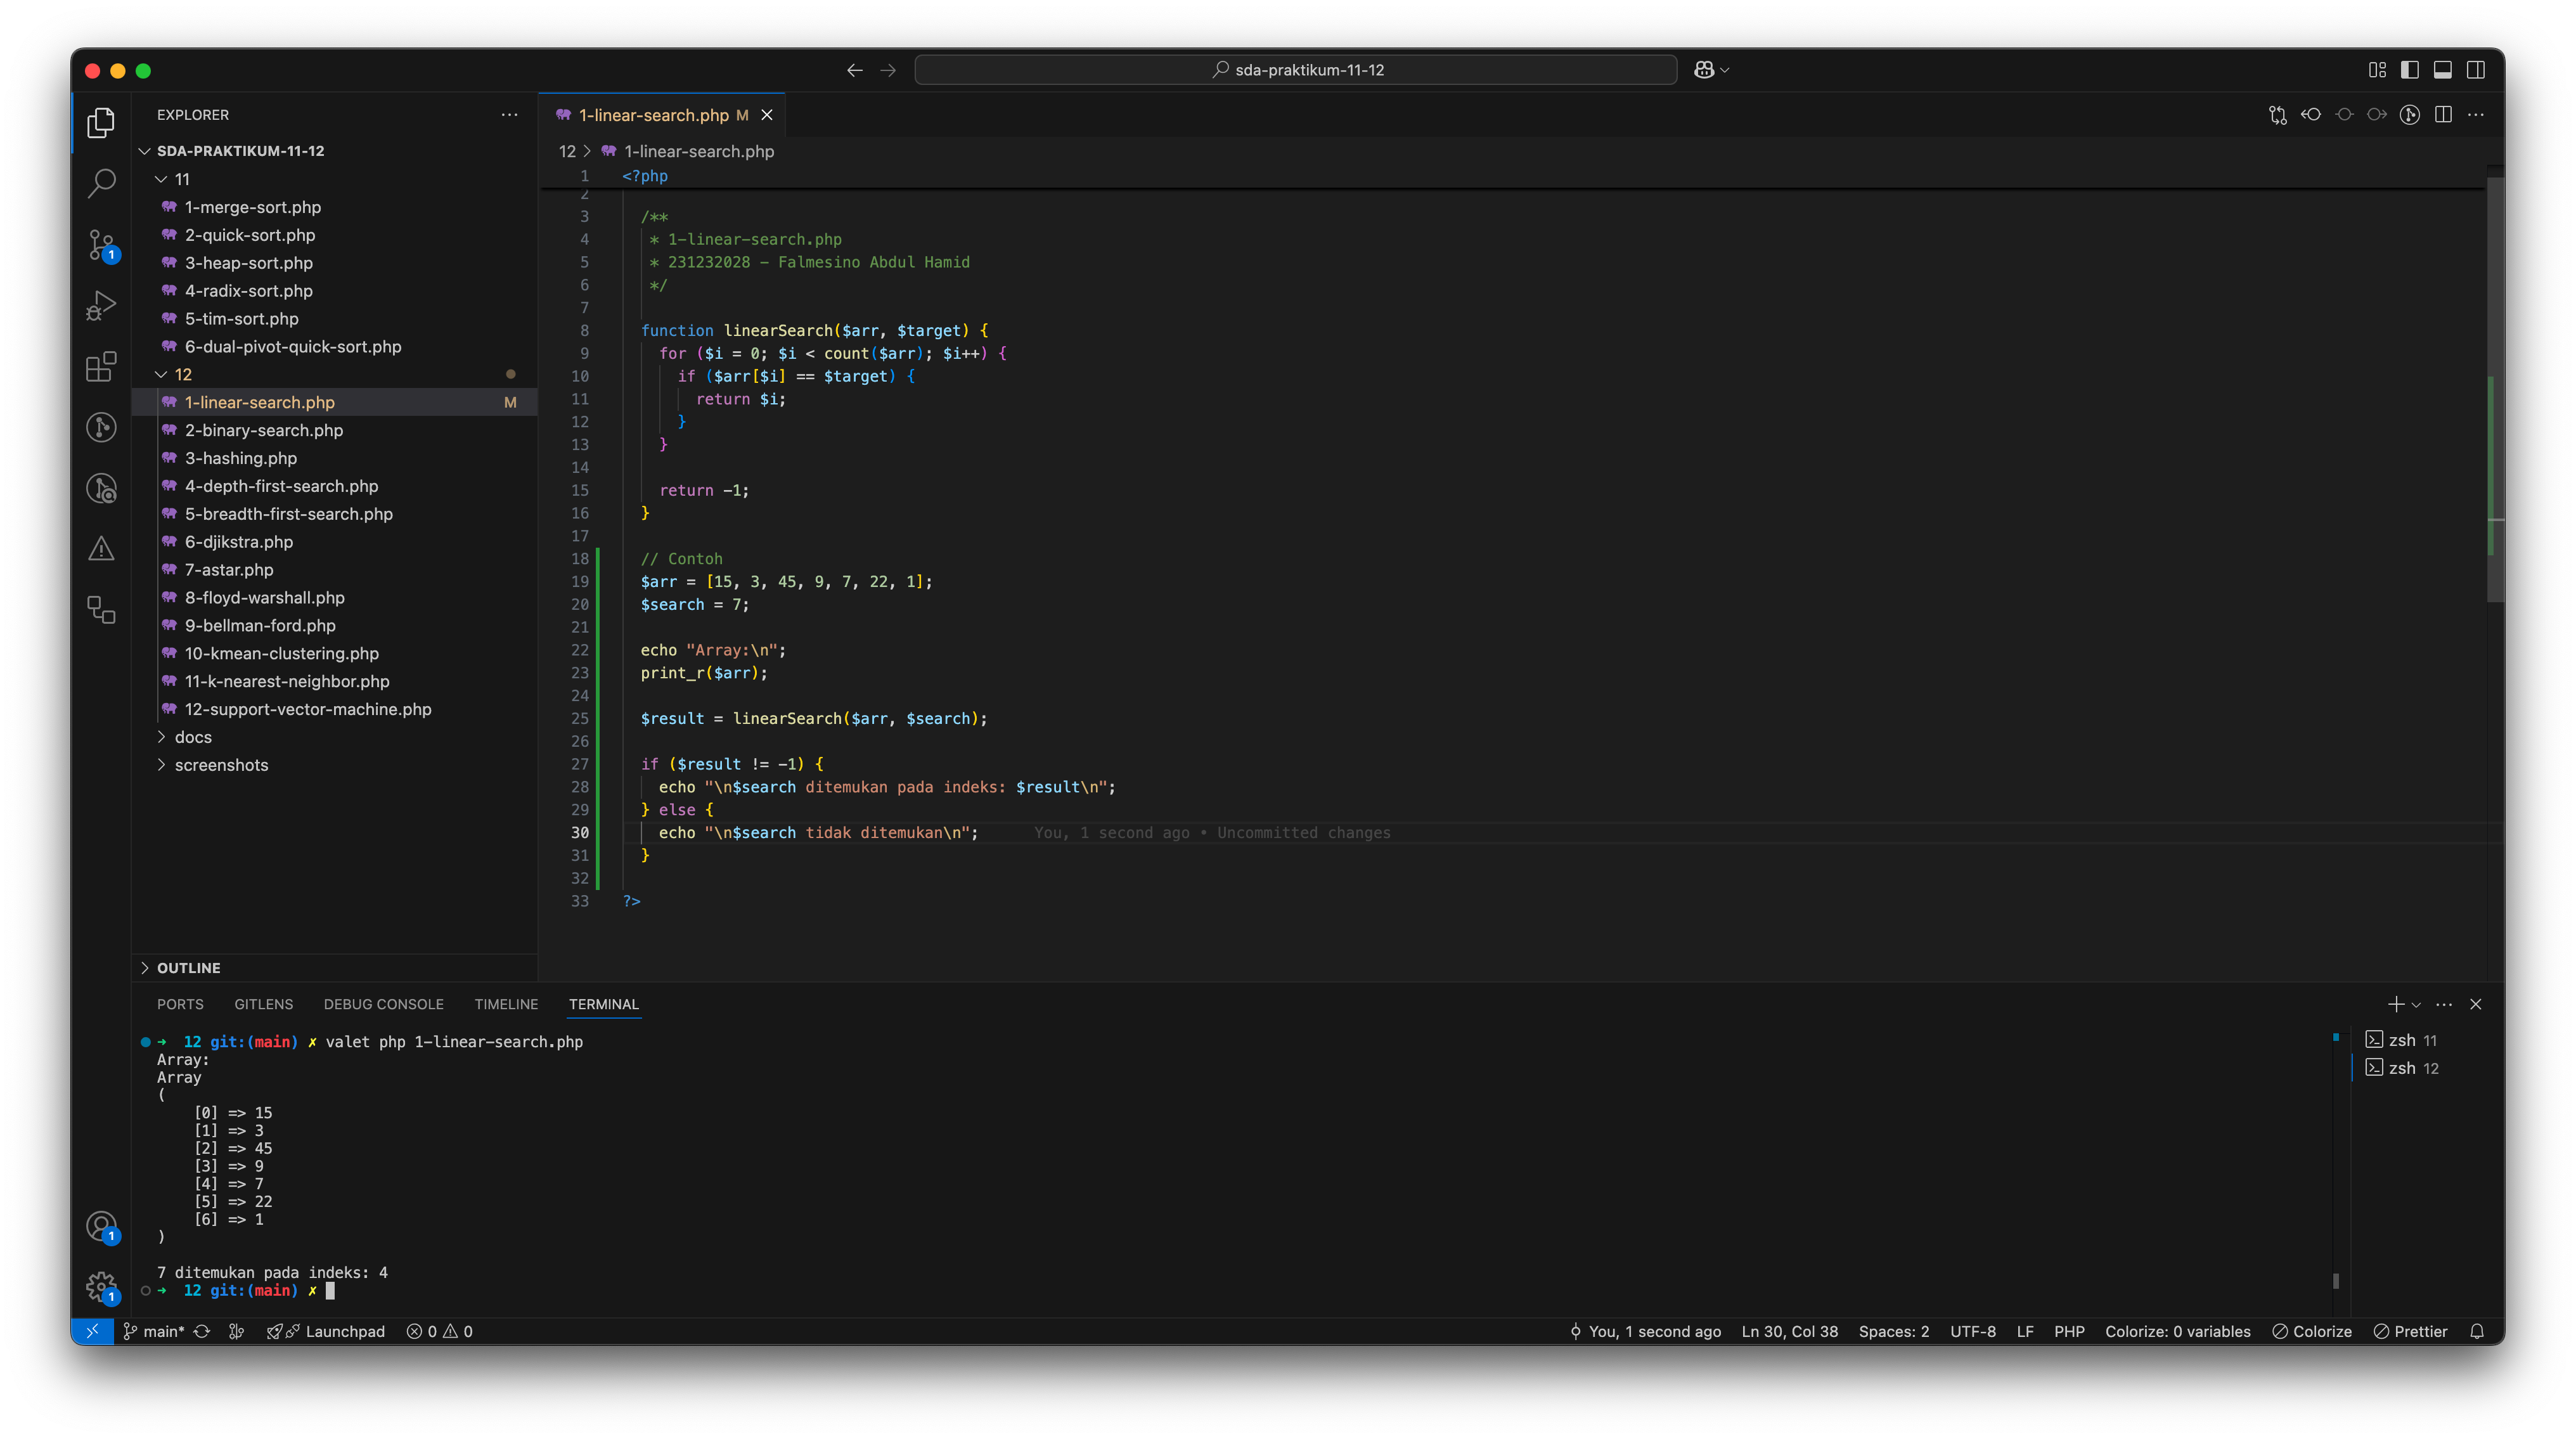 sda-praktikum-11-12
EXPLORER
SDA-PRAKTIKUM-11-12
11
1-merge-sort.php
2-quick-sort.php
3-heap-sort.php
4-radix-sort.php
5-tim-sort.php
6-dual-pivot-quick-sort.php
12
1-linear-search.php M
2-binary-search.php
3-hashing.php
4-depth-first-search.php
5-breadth-first-search.php
6-djikstra.php
7-astar.php
8-floyd-warshall.php
9-bellman-ford.php
10-kmean-clustering.php
11-k-nearest-neighbor.php
12-support-vector-machine.php
docs
screenshots
OUTLINE
1
1
1
1-linear-search.php M
12 > 1-linear-search.php
1 <?php
2
3 /**
4 * 1-linear-search.php
5 * 231232028 - Falmesino Abdul Hamid
6 */
7
8 function linearSearch($arr, $target) {
9 for ($i = 0; $i < count($arr); $i++) {
10 if ($arr[$i] == $target) {
11 return $i;
12 }
13 }
14
15 return -1;
16 }
17
18 // Contoh
19 $arr = [15, 3, 45, 9, 7, 22, 1];
20 $search = 7;
21
22 echo "Array:\n";
23 print_r($arr);
24
25 $result = linearSearch($arr, $search);
26
27 if ($result != -1) {
28 echo "\n$search ditemukan pada indeks: $result\n";
29 } else {
30 echo "\n$search tidak ditemukan\n"; You, 1 second ago • Uncommitted changes
31 }
32
33 ?>
PORTS GITLENS DEBUG CONSOLE TIMELINE TERMINAL
➜ 12 git:(main) ✗ valet php 1-linear-search.php
Array:
Array
(
[0] => 15
[1] => 3
[2] => 45
[3] => 9
[4] => 7
[5] => 22
[6] => 1
)
7 ditemukan pada indeks: 4
➜ 12 git:(main) ✗
zsh 11
zsh 12
main* Launchpad 0 0 You, 1 second ago Ln 30, Col 38 Spaces: 2 UTF-8 LF PHP Colorize: 0 variables Colorize Prettier